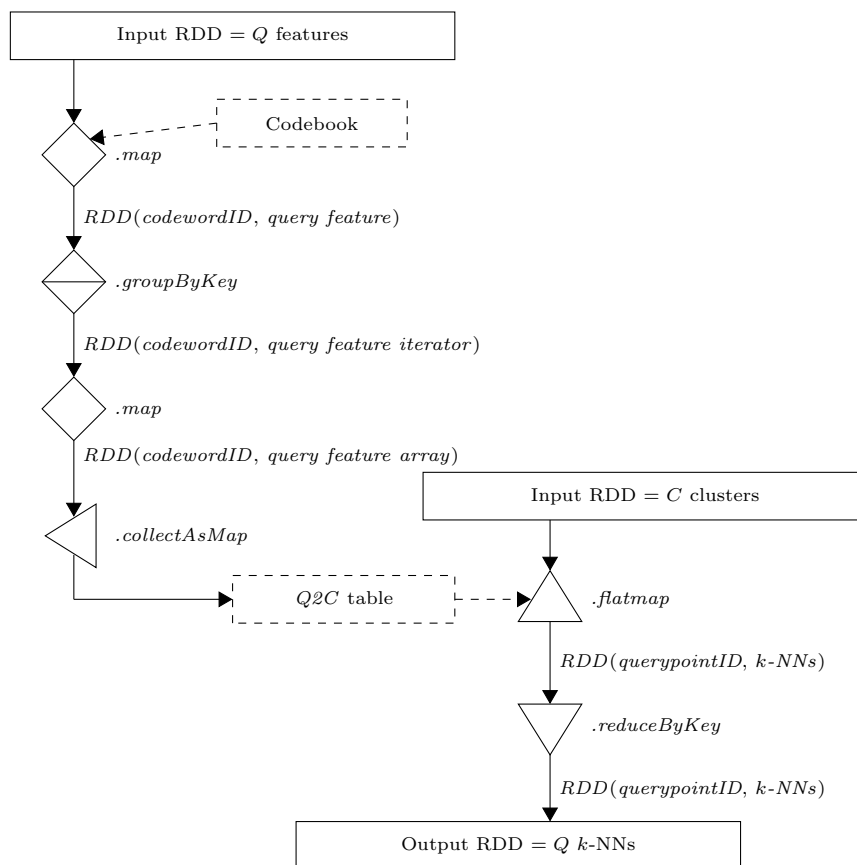 Input RDD = Q features
Codebook
.map
RDD(codewordID, query feature)
.groupByKey
RDD(codewordID, query feature iterator)
.map
RDD(codewordID, query feature array)
Input RDD = C clusters
.collectAsMap
Q2C table
.flatmap
RDD(querypointID, k-NNs)
.reduceByKey
RDD(querypointID, k-NNs)
Output RDD = Q k-NNs